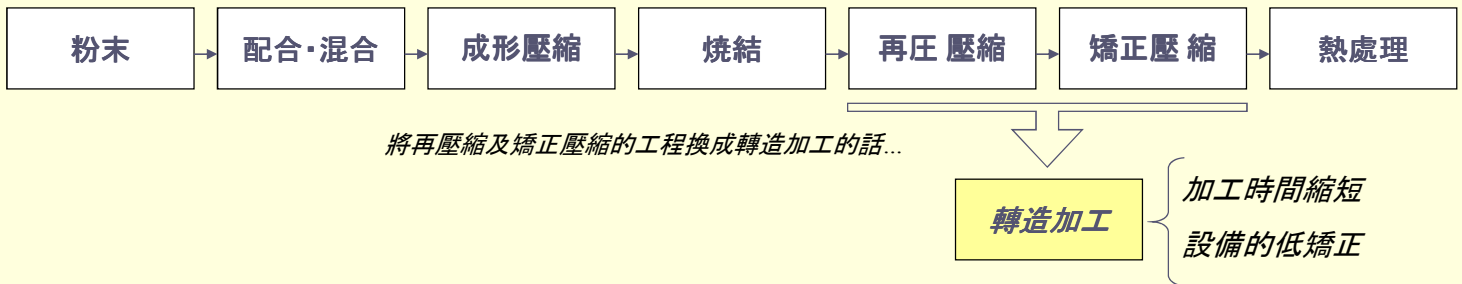 粉末
配合・混合
成形壓縮
燒結
再圧 壓縮
矯正壓 縮
熱處理
將再壓縮及矯正壓縮的工程換成轉造加工的話...
轉造加工
加工時間縮短
設備的低矯正